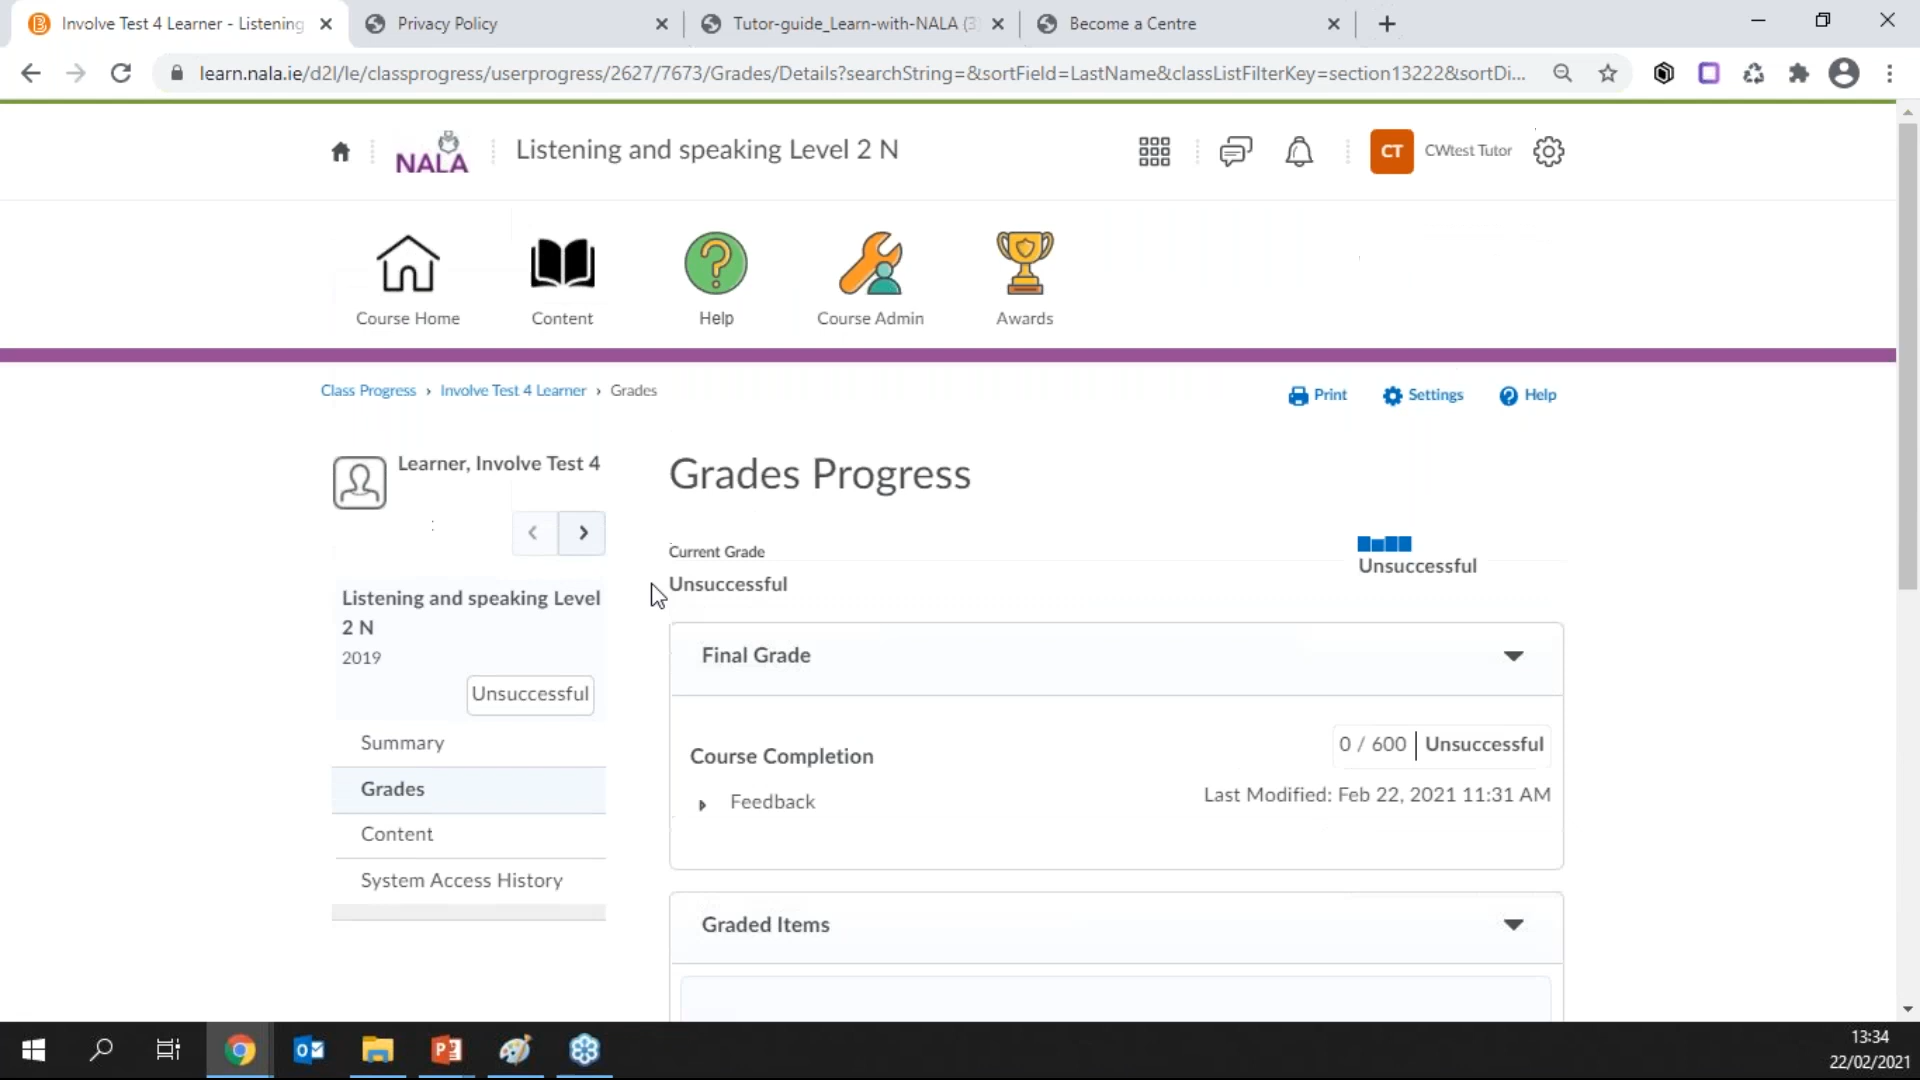 Involve Test 4 Learner - Listening
Privacy Policy
Tutor-guide_Learn-with-NALA (3
Become a Centre
learn.nala.ie/d2l/le/classprogress/userprogress/2627/7673/Grades/Details?searchString=&sortField=LastName&classListFilterKey=section13222&sortDi...
NALA
Listening and speaking Level 2 N
CT
CWtest Tutor
Course Home
Content
Help
Course Admin
Awards
Class Progress › Involve Test 4 Learner › Grades
Print
Settings
Help
Learner, Involve Test 4
Listening and speaking Level
2 N
2019
Unsuccessful
Summary
Grades
Content
System Access History
Grades Progress
Current Grade
Unsuccessful
Unsuccessful
Final Grade
Course Completion
0 / 600 | Unsuccessful
Feedback
Last Modified: Feb 22, 2021 11:31 AM
Graded Items
13:34
22/02/2021